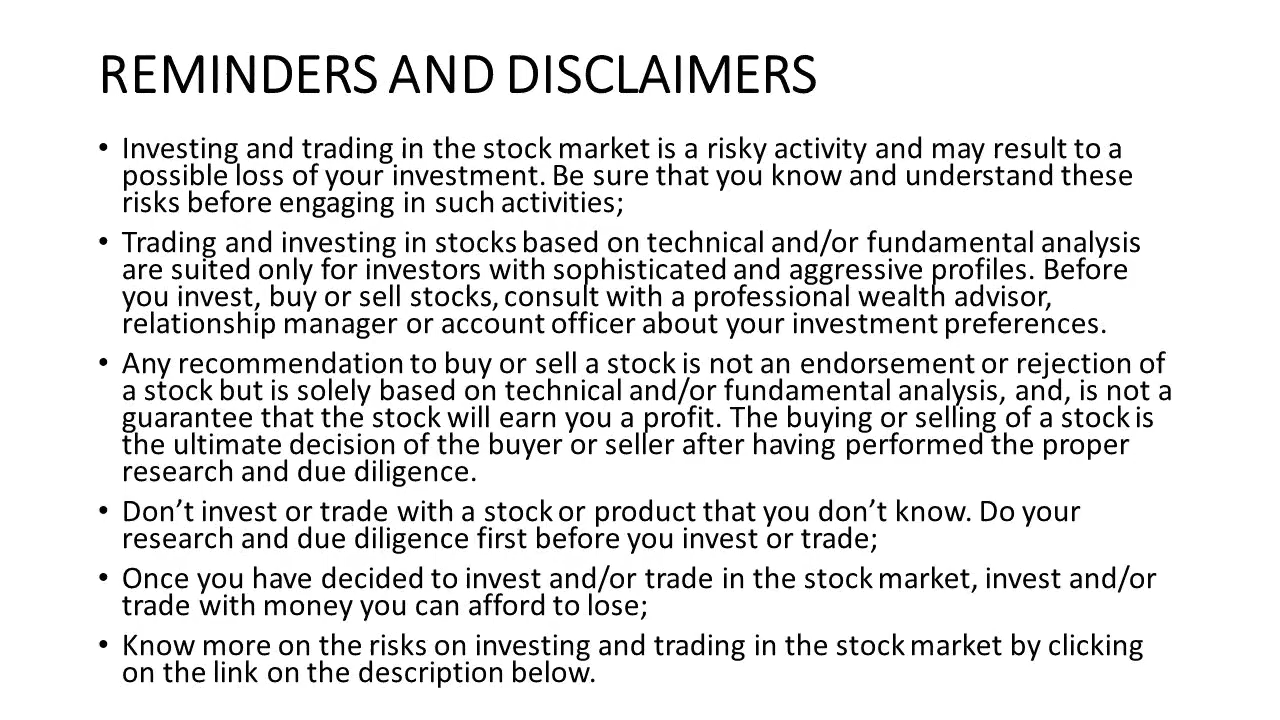 REMINDERS AND DISCLAIMERS
• Investing and trading in the stock market is a risky activity and may result to a
possible loss of your investment. Be sure that you know and understand these
risks before engaging in such activities;
• Trading and investing in stocks based on technical and/or fundamental analysis
are suited only for investors with sophisticated and aggressive profiles. Before
you invest, buy or sell stocks, consult with a professional wealth advisor,
relationship manager or account officer about your investment preferences.
• Any recommendation to buy or sell a stock is not an endorsement or rejection of
a stock but is solely based on technical and/or fundamental analysis, and, is not a
guarantee that the stock will earn you a profit. The buying or selling of a stock is
the ultimate decision of the buyer or seller after having performed the proper
research and due diligence.
• Don’t invest or trade with a stock or product that you don’t know. Do your
research and due diligence first before you invest or trade;
• Once you have decided to invest and/or trade in the stock market, invest and/or
trade with money you can afford to lose;
• Know more on the risks on investing and trading in the stock market by clicking
on the link on the description below.